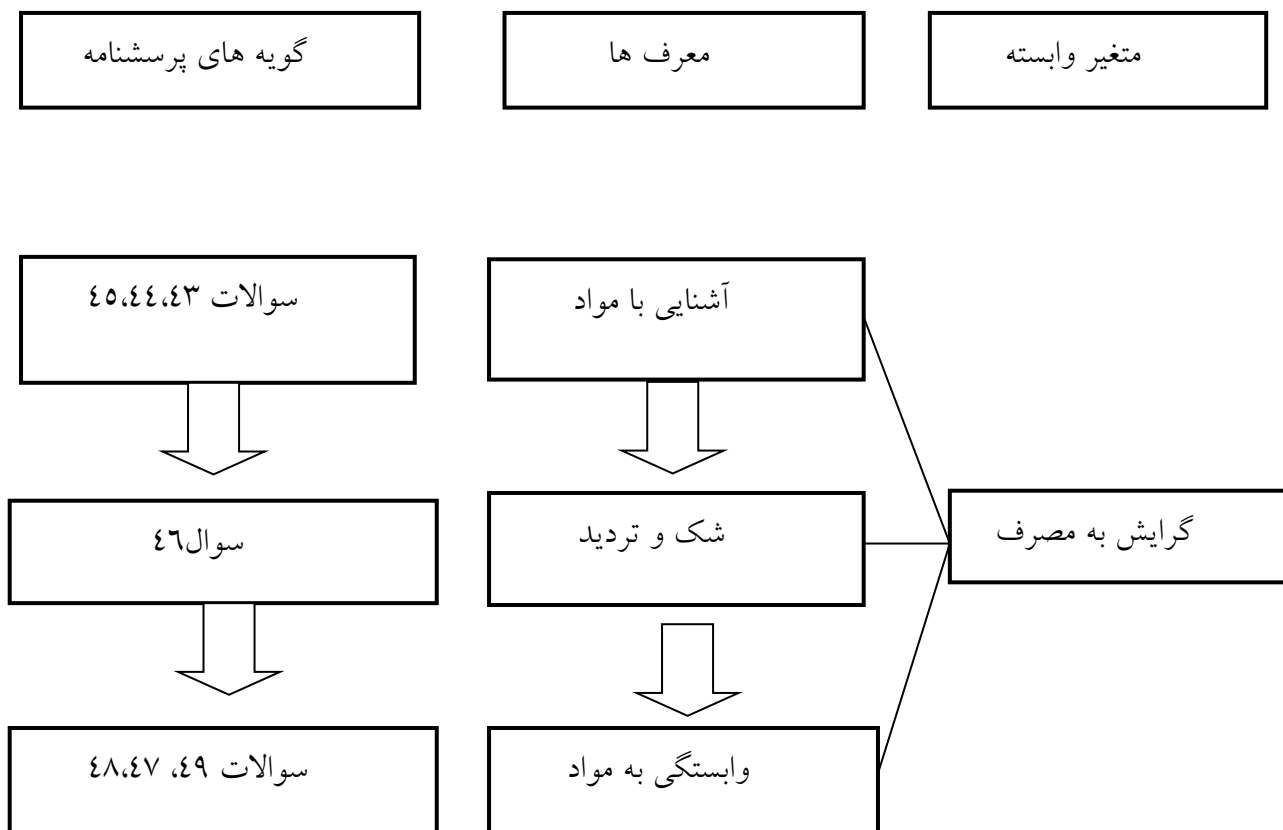 متغیر وابسته
معرف ها
گویه های پرسشنامه
آشنایی با مواد
سوالات ٤٥،٤٤،٤٣
گرایش به مصرف
شک و تردید
سوال٤٦
وابستگی به مواد
سوالات ٤٨،٤٧ ،٤٩